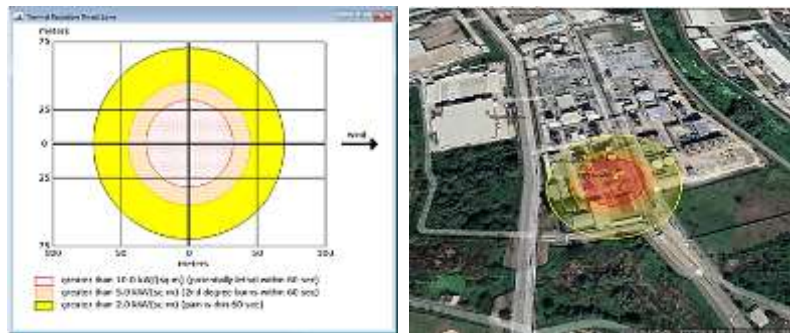 Thermal Radiation Threat Zone
meters
75
25
0
25
75
wind
100
50
0
50
100
meters
greater than 10.0 kW/(sq m) (potentially lethal within 60 sec)
greater than 5.0 kW/(sq m) (2nd degree burns within 60 sec)
greater than 2.0 kW/(sq m) (pain within 60 sec)